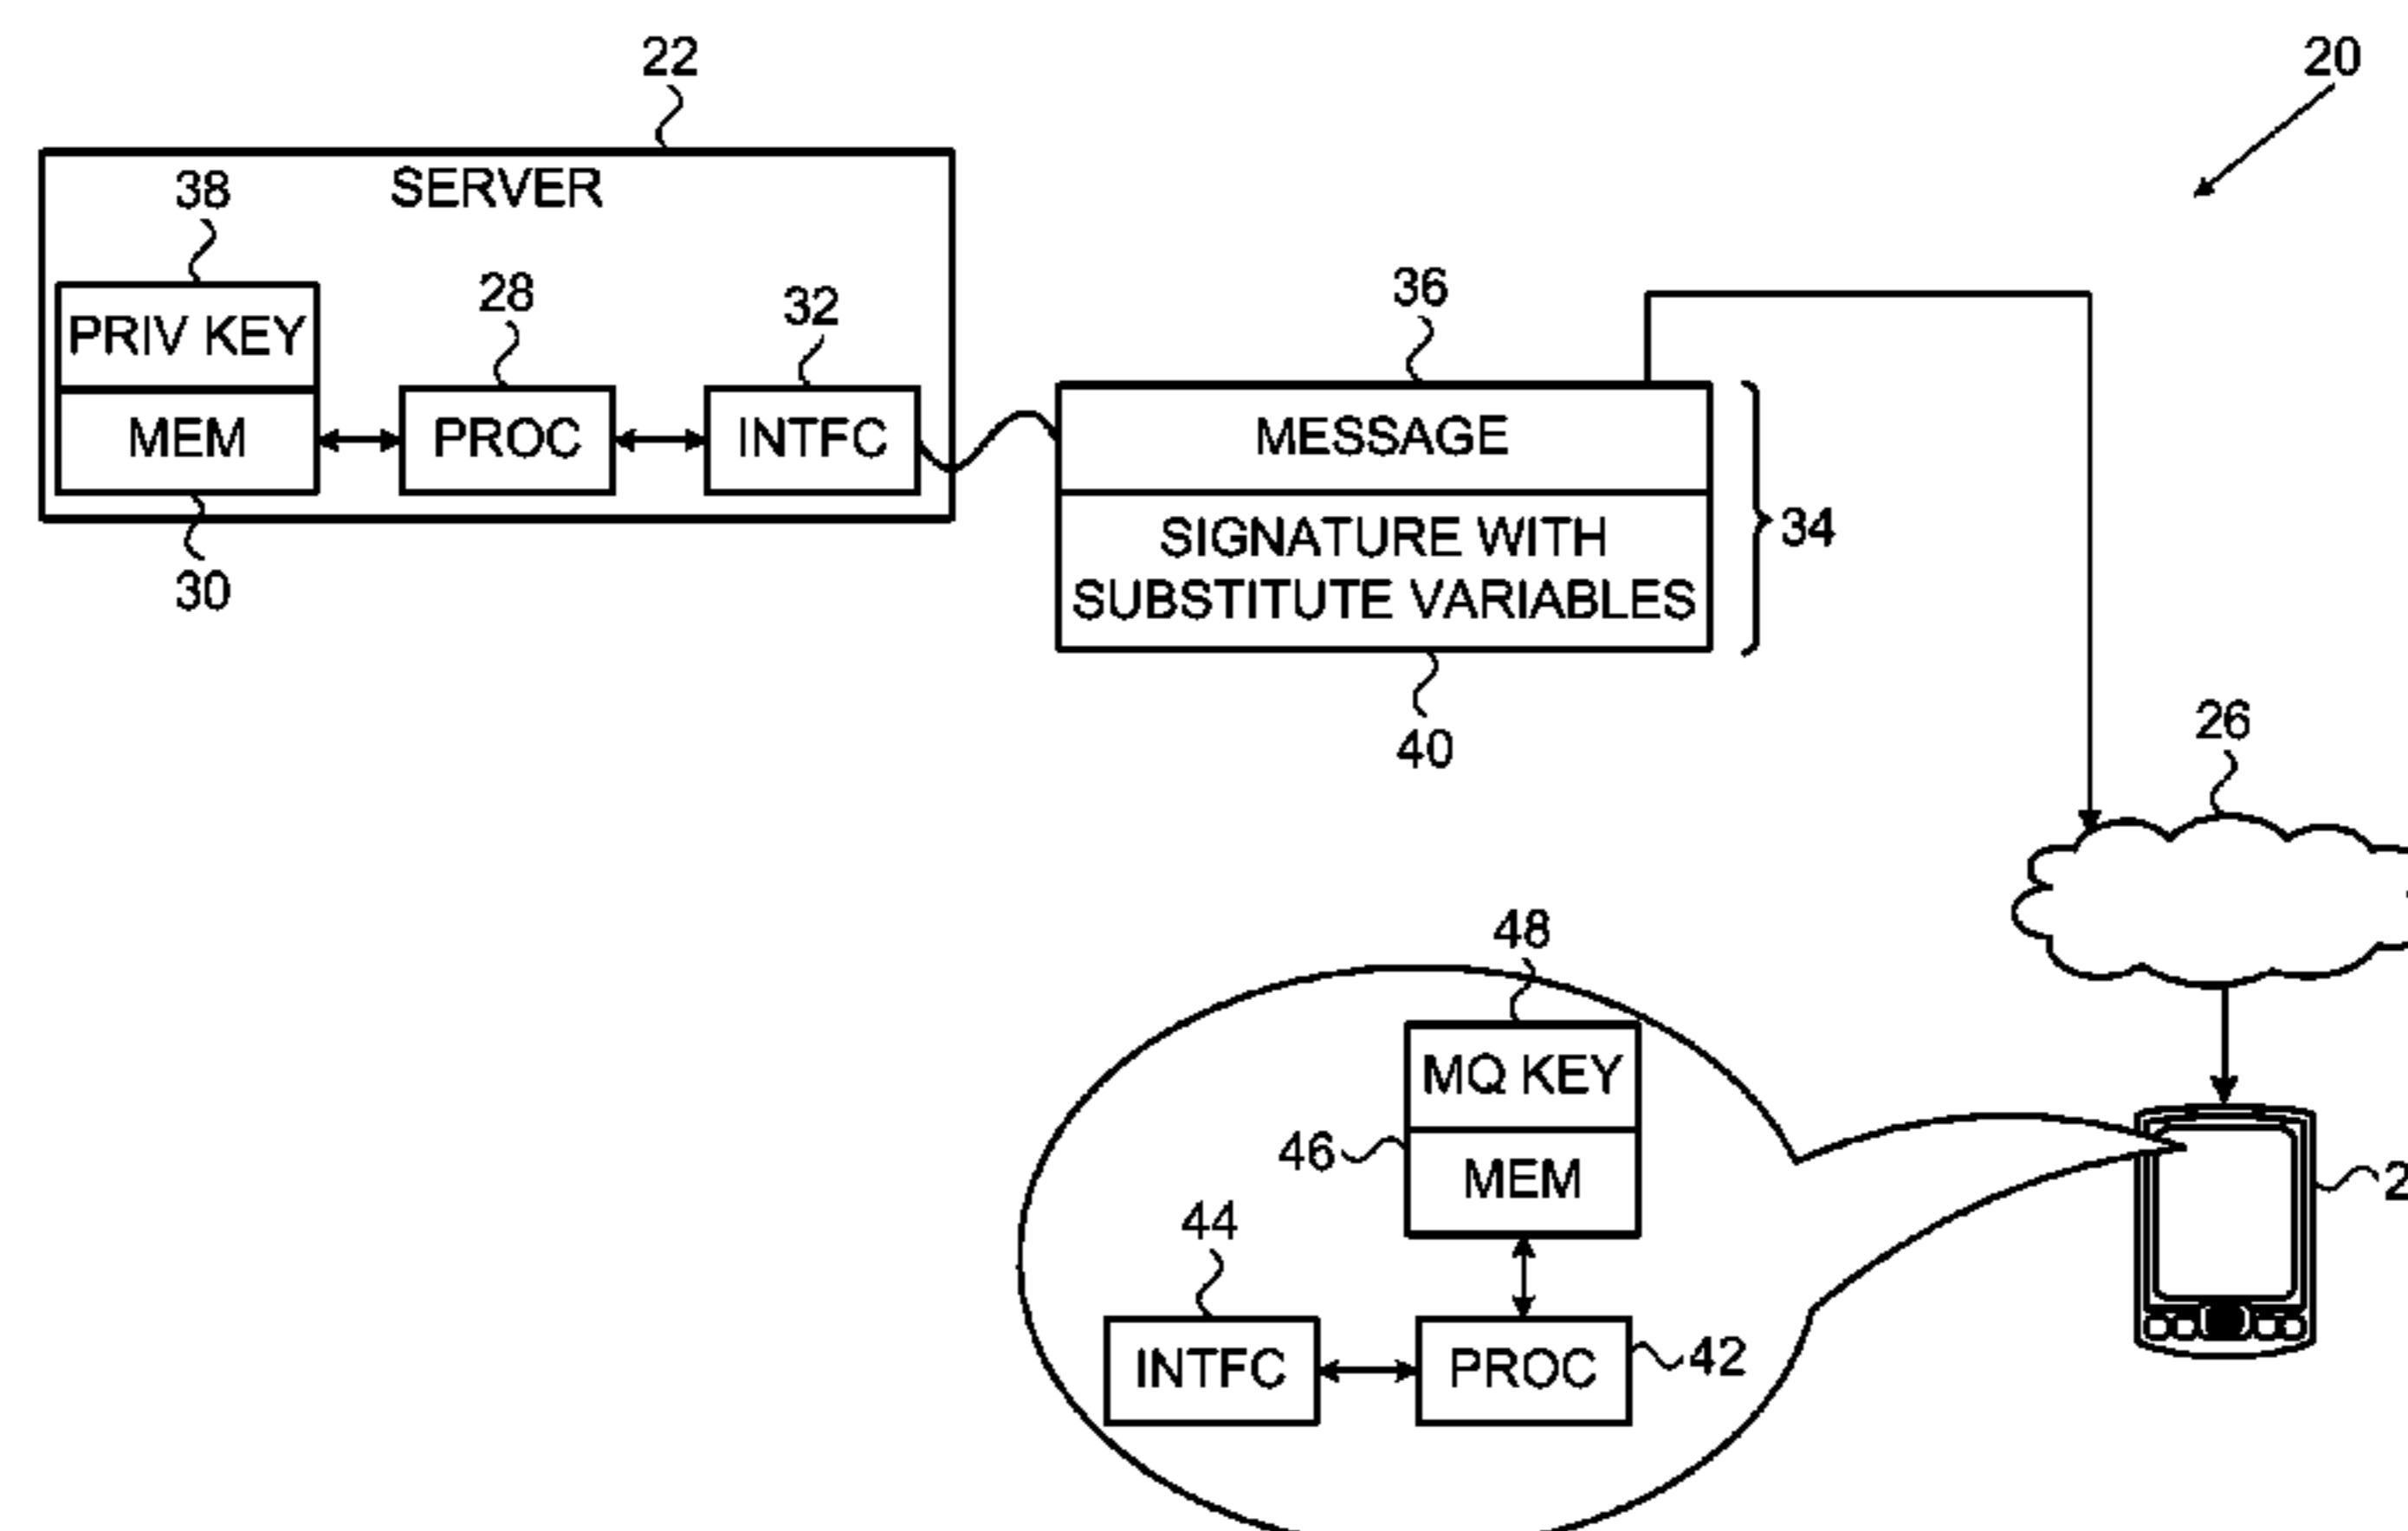 22
20
SERVER
38
28
32
36
PRIV KEY
MEM
PROC
INTFC
MESSAGE
SIGNATURE WITH
SUBSTITUTE VARIABLES
34
30
40
26
48
MQ KEY
46
MEM
44
INTFC
PROC
42